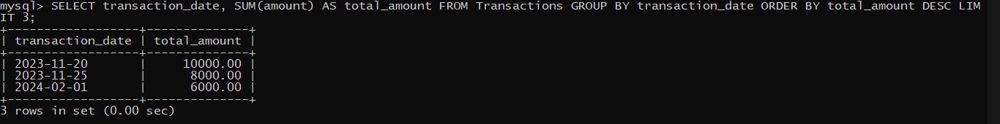 mysql> SELECT transaction_date, SUM(amount) AS total_amount FROM Transactions GROUP BY transaction_date ORDER BY total_amount DESC LIM
IT 3;
+------------------+--------------+
| transaction_date | total_amount |
+------------------+--------------+
| 2023-11-20       |     10000.00 |
| 2023-11-25       |      8000.00 |
| 2024-02-01       |      6000.00 |
+------------------+--------------+
3 rows in set (0.00 sec)